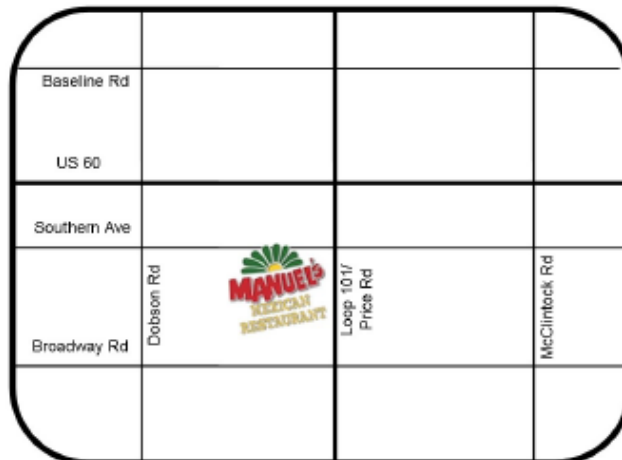 Baseline Rd
US 60
Southern Ave
Dobson Rd
MANUEL'S
MEXICAN
RESTAURANT
Loop 101/
Price Rd
McClintock Rd
Broadway Rd